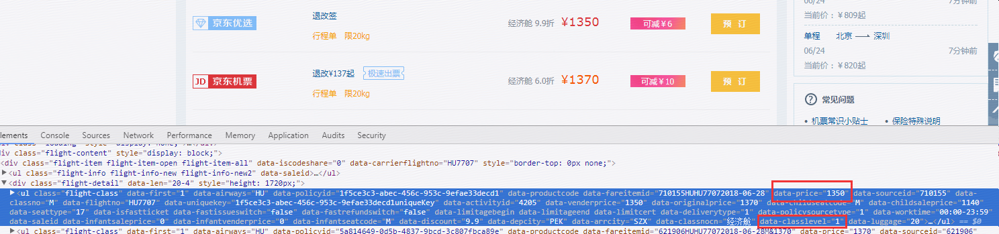 06/24 7分钟前
当前价：￥809起
单程 北京 深圳
06/24 7分钟前
当前价：￥820起
常见问题
• 机票常识小贴士 • 保险特殊说明
京东优选
退改签
行程单 限20kg
经济舱 9.9折 ¥1350
可减￥6
预 订
JD 京东机票
退改¥137起 极速出票
行程单 限20kg
经济舱 6.0折 ¥1370
可减￥10
预 订
lements Console Sources Network Performance Memory Application Audits Security
div class="flight-content" style="display: block;">
<div class="flight-item flight-item-open flight-item-all" data-iscodeshare="0" data-carrierflightno="HU7707" style="border-top: 0px none;">
▶<ul class="flight-info flight-info-new flight-info-new2" data-saleid>…</ul>
▼<div class="flight-detail" data-len="20-4" style="height: 1720px;">
▶<ul class="flight-class" data-first="1" data-airways="HU" data-policyid="1f5ce3c3-abec-456c-953c-9efae33decd1" data-productcode data-fareitemid="710155HUHU77072018-06-28" data-price="1350" data-sourceid="710155" data-
classno="M" data-flightno="HU7707" data-uniquekey="1f5ce3c3-abec-456c-953c-9efae33decd1uniqueKey" data-activityid="4205" data-venderprice="1350" data-originalprice="1370" data-childseatcode="M" data-childsaleprice="1140"
data-seattype="17" data-isfastticket data-fastissueswitch="false" data-fastrefundswitch="false" data-limitagebegin data-limitageend data-limitcert data-deliverytype="1" data-policysourcetype="1" data-worktime="00:00-23:59"
data-saleid data-infantsaleprice="0" data-infantvenderprice="0" data-infantseatcode="M" data-discount="9.9" data-depcity="PEK" data-arrcity="SZX" data-classnocn="经济舱" data-classlevel="1" data-luggage="20">…</ul> == $0
▶<ul class="flight-class" data-first="1" data-airways="HU" data-policyid="5a814649-0d5b-4837-9bcd-3c807fbca89e" data-productcode data-fareitemid="621906HUHU77072018-06-28M&1370" data-price="1370" data-sourceid="621906"